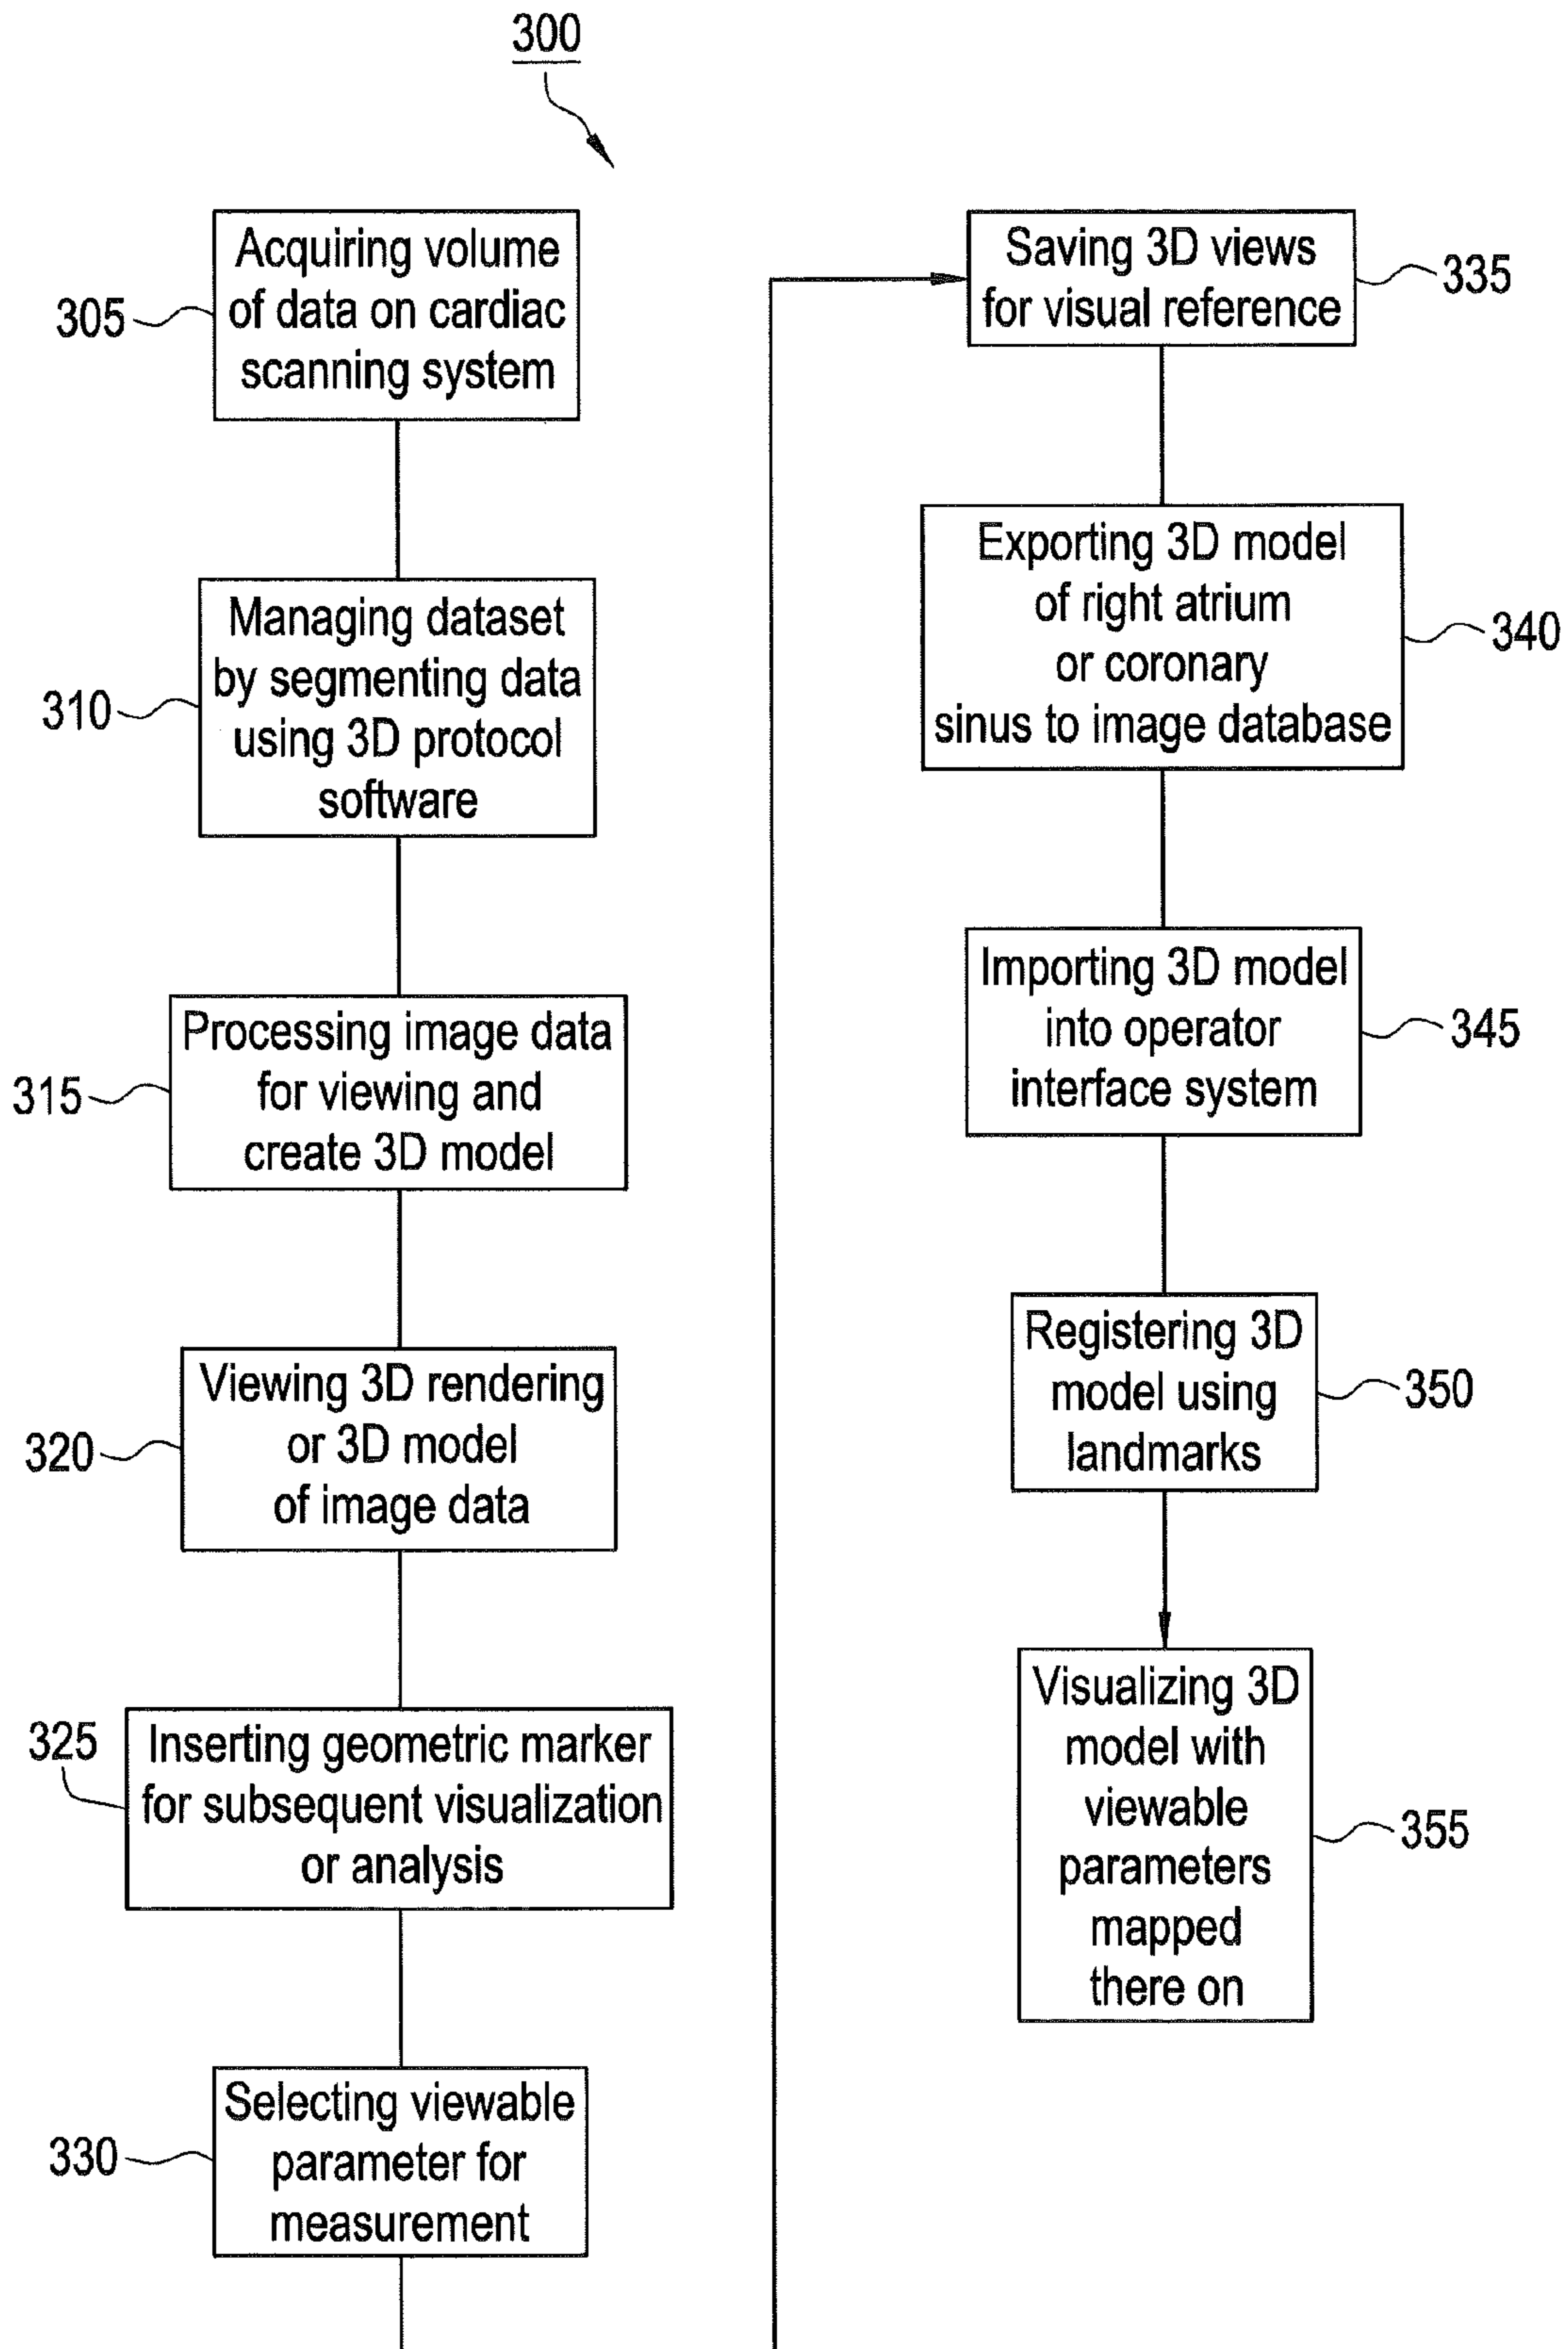 300
Acquiring volume
of data on cardiac
scanning system
305
Managing dataset
by segmenting data
using 3D protocol
software
310
Processing image data
for viewing and
create 3D model
315
Viewing 3D rendering
or 3D model
of image data
320
Inserting geometric marker
for subsequent visualization
or analysis
325
Selecting viewable
parameter for
measurement
330
Saving 3D views
for visual reference
335
Exporting 3D model
of right atrium
or coronary
sinus to image database
340
Importing 3D model
into operator
interface system
345
Registering 3D
model using
landmarks
350
Visualizing 3D
model with
viewable
parameters
mapped
there on
355